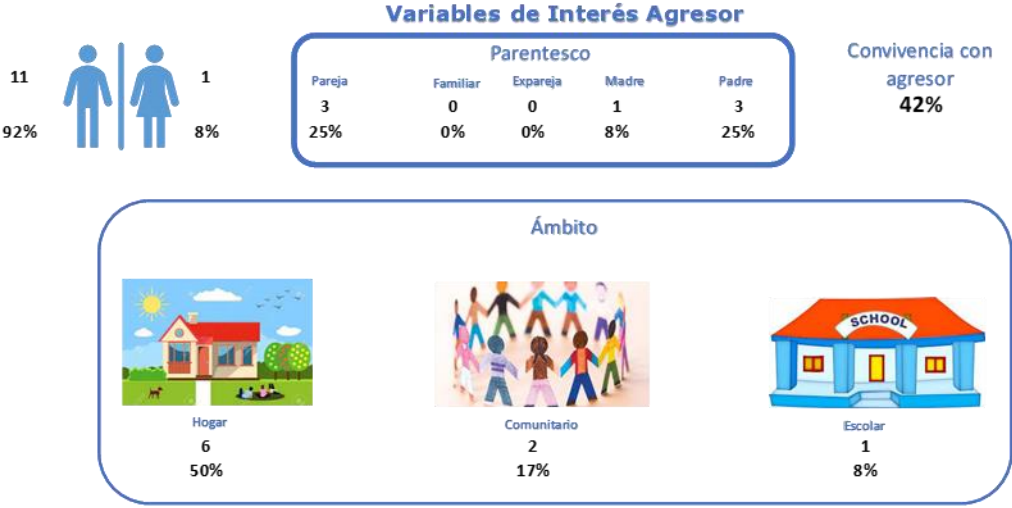 Variables de Interés Agresor
11
92%
1
8%
Parentesco
Pareja
3
25%
Familiar
0
0%
Expareja
0
0%
Madre
1
8%
Padre
3
25%
Convivencia con
agresor
42%
Ámbito
Hogar
6
50%
Comunitario
2
17%
SCHOOL
Escolar
1
8%